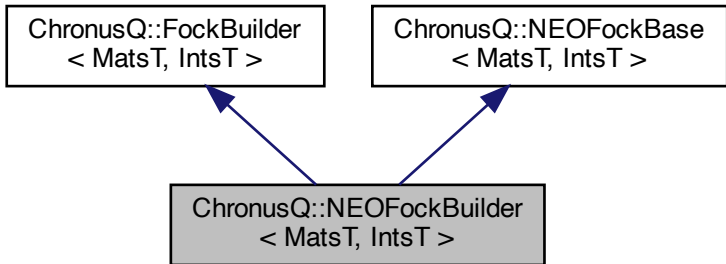 ChronusQ::FockBuilder
< MatsT, IntsT >
ChronusQ::NEOFockBase
< MatsT, IntsT >
ChronusQ::NEOFockBuilder
< MatsT, IntsT >